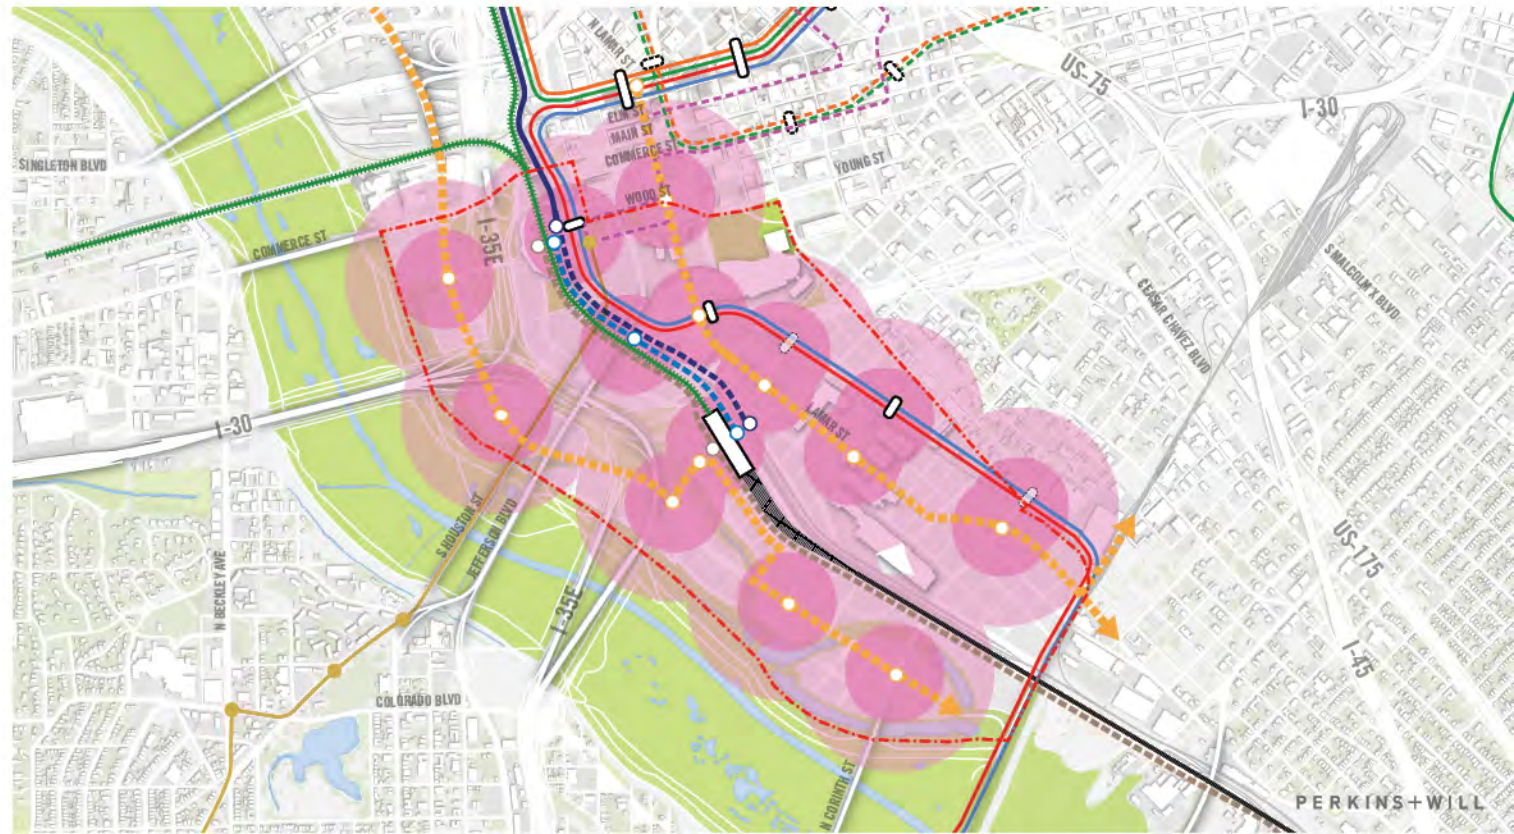 N LAMAR ST
US-75
I-30
ELM ST
MAIN ST
COMMERCE ST
YOUNG ST
SINGLETON BLVD
WOOD ST
I-35E
COMMERCE ST
S MALCOLM X BLVD
CESAR CHAVEZ BLVD
I-30
LAMAR ST
S HOUSTON ST
JEFFERSON BLVD
US-175
N BECKLEY AVE
I-35E
I-45
COLORADO BLVD
N CORINTH ST
PERKINS+WILL